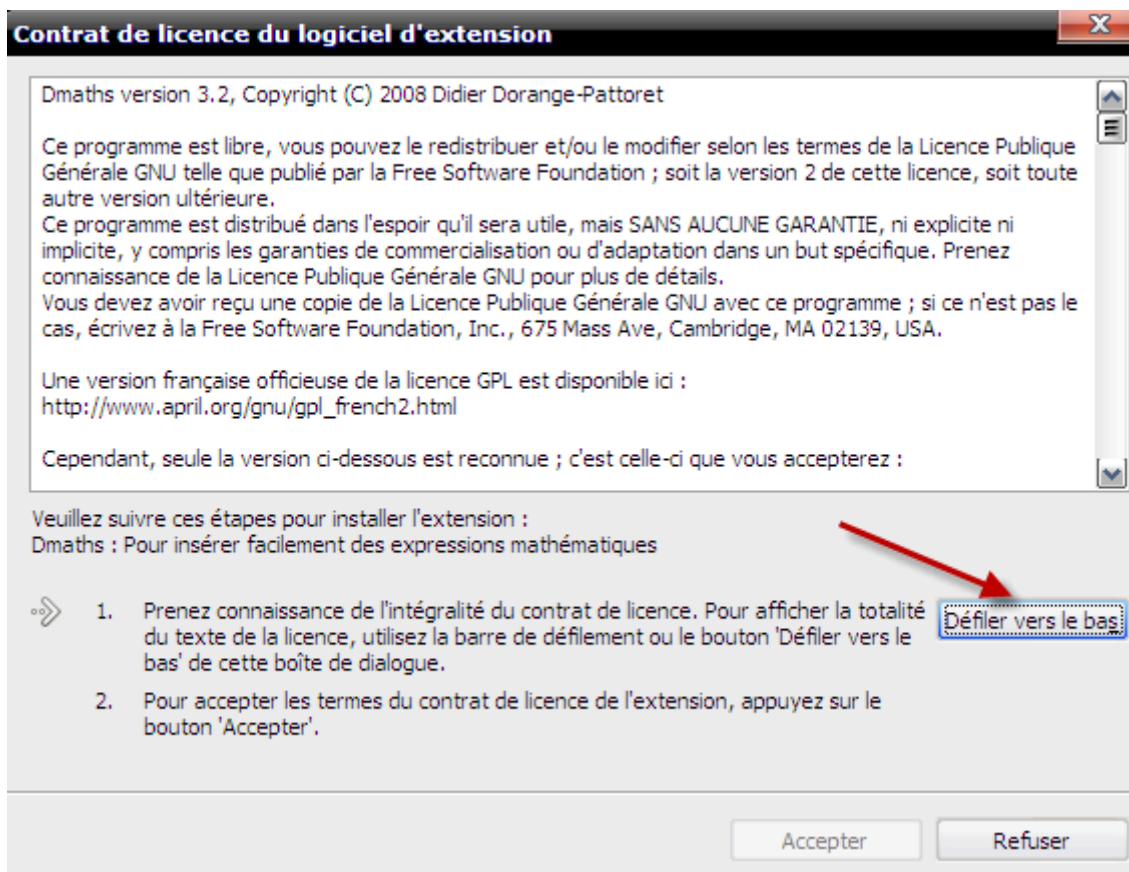 Contrat de licence du logiciel d'extension
Dmaths version 3.2, Copyright (C) 2008 Didier Dorange-Pattoret
Ce programme est libre, vous pouvez le redistribuer et/ou le modifier selon les termes de la Licence Publique
Générale GNU telle que publié par la Free Software Foundation ; soit la version 2 de cette licence, soit toute
autre version ultérieure.
Ce programme est distribué dans l'espoir qu'il sera utile, mais SANS AUCUNE GARANTIE, ni explicite ni
implicite, y compris les garanties de commercialisation ou d'adaptation dans un but spécifique. Prenez
connaissance de la Licence Publique Générale GNU pour plus de détails.
Vous devez avoir reçu une copie de la Licence Publique Générale GNU avec ce programme ; si ce n'est pas le
cas, écrivez à la Free Software Foundation, Inc., 675 Mass Ave, Cambridge, MA 02139, USA.
Une version française officieuse de la licence GPL est disponible ici :
http://www.april.org/gnu/gpl_french2.html
Cependant, seule la version ci-dessous est reconnue ; c'est celle-ci que vous accepterez :
Veuillez suivre ces étapes pour installer l'extension :
Dmaths : Pour insérer facilement des expressions mathématiques
1. Prenez connaissance de l'intégralité du contrat de licence. Pour afficher la totalité
du texte de la licence, utilisez la barre de défilement ou le bouton 'Défiler vers le
bas' de cette boîte de dialogue.
Défiler vers le bas
2. Pour accepter les termes du contrat de licence de l'extension, appuyez sur le
bouton 'Accepter'.
Accepter
Refuser